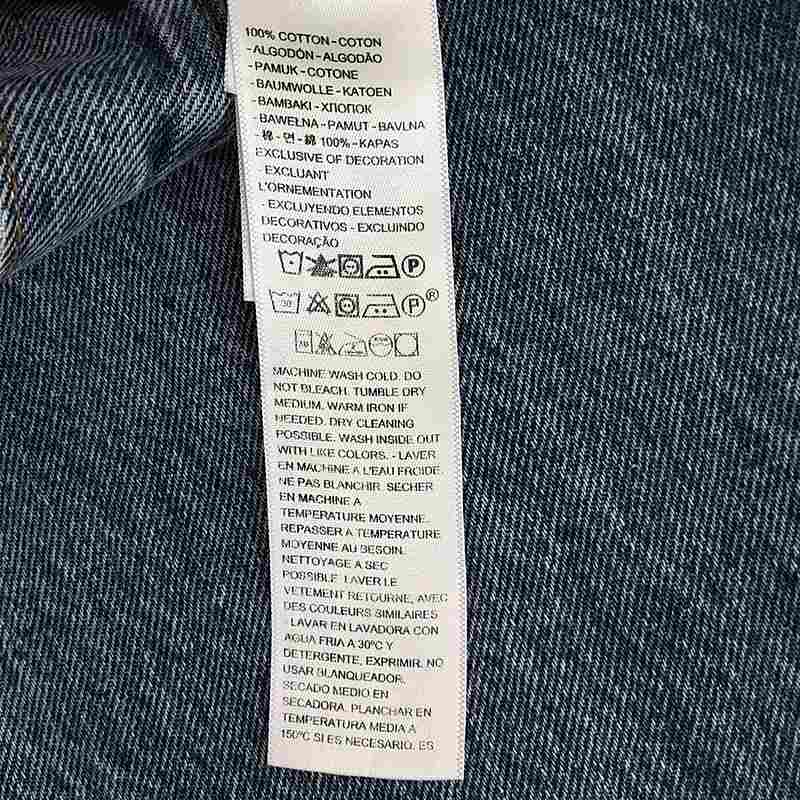 100% COTTON-COTON
-ALGODÓN-ALGODÃO
-PAMUK-COTONE
-BAUMWOLLE-KATOEN
-BAMBAKI-ХЛОПОК
-BAWEŁNA-PAMUT-BAVLNA
-棉-면-綿 100%-KAPAS
EXCLUSIVE OF DECORATION
- EXCLUANT
L'ORNEMENTATION
- EXCLUYENDO ELEMENTOS
DECORATIVOS - EXCLUINDO
DECORAÇÃO
P
30 P ®
MACHINE WASH COLD. DO
NOT BLEACH. TUMBLE DRY
MEDIUM. WARM IRON IF
NEEDED. DRY CLEANING
POSSIBLE. WASH INSIDE OUT
WITH LIKE COLORS. - LAVER
EN MACHINE A L'EAU FROIDE.
NE PAS BLANCHIR. SECHER
EN MACHINE A
TEMPERATURE MOYENNE.
REPASSER A TEMPERATURE
MOYENNE AU BESOIN.
NETTOYAGE A SEC
POSSIBLE. LAVER LE
VETEMENT RETOURNE, AVEC
DES COULEURS SIMILAIRES
- LAVAR EN LAVADORA CON
AGUA FRIA A 30ºC Y
DETERGENTE, EXPRIMIR. NO
USAR BLANQUEADOR.
SECADO MEDIO EN
SECADORA. PLANCHAR EN
TEMPERATURA MEDIA A
150ºC SI ES NECESARIO. ES